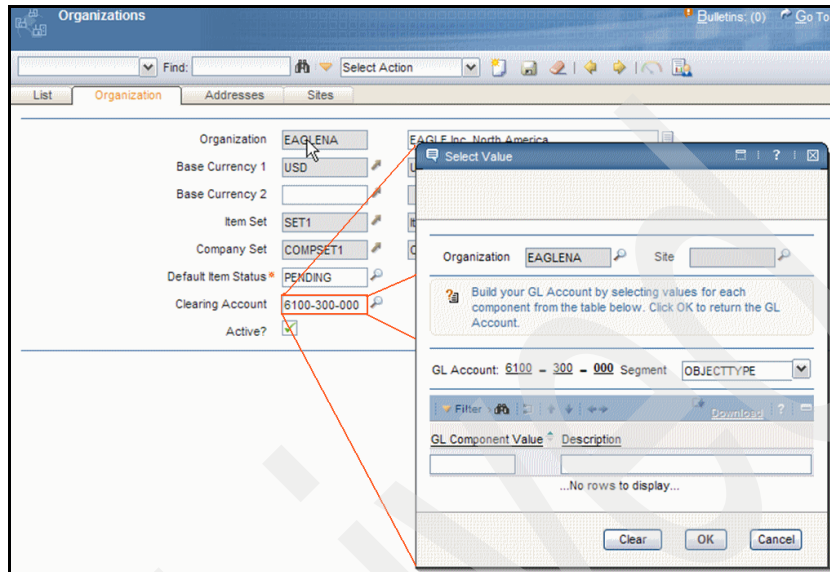 Organizations
Bulletins: (0) Go To
Find: Select Action
List Organization Addresses Sites
Organization EAGLENA EAGLE Inc. North America
Base Currency 1 USD
Base Currency 2
Item Set SET1
Company Set COMPSET1
Default Item Status* PENDING
Clearing Account 6100-300-000
Active?
Select Value
Organization EAGLENA Site
Build your GL Account by selecting values for each
component from the table below. Click OK to return the GL
Account.
GL Account: 6100 – 300 – 000 Segment OBJECTTYPE
Filter Download
GL Component Value Description
...No rows to display...
Clear OK Cancel